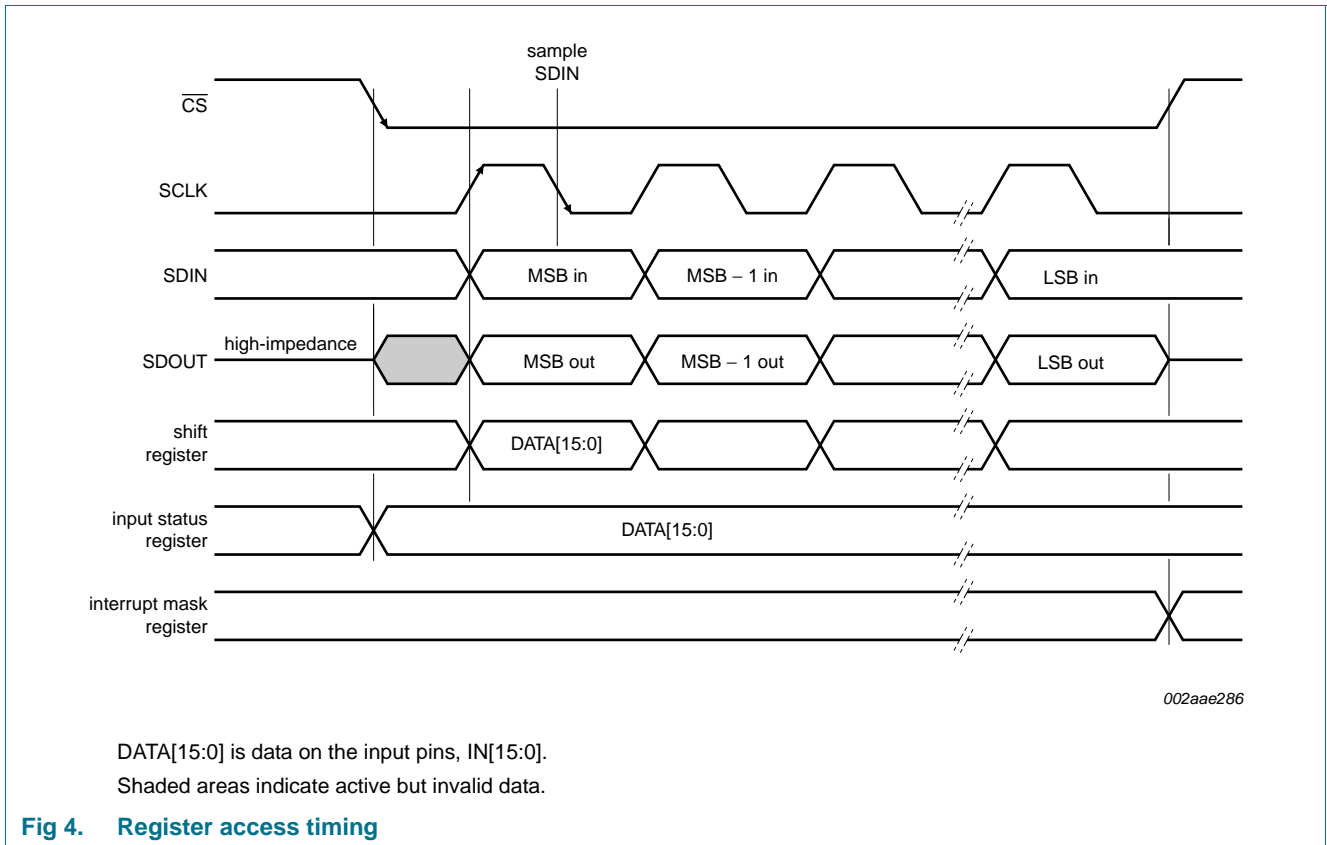 sample
SDIN
CS
SCLK
SDIN
MSB in
MSB − 1 in
LSB in
high-impedance
SDOUT
MSB out
MSB − 1 out
LSB out
shift
register
DATA[15:0]
input status
register
DATA[15:0]
interrupt mask
register
002aae286
DATA[15:0] is data on the input pins, IN[15:0].
Shaded areas indicate active but invalid data.
Fig 4. Register access timing